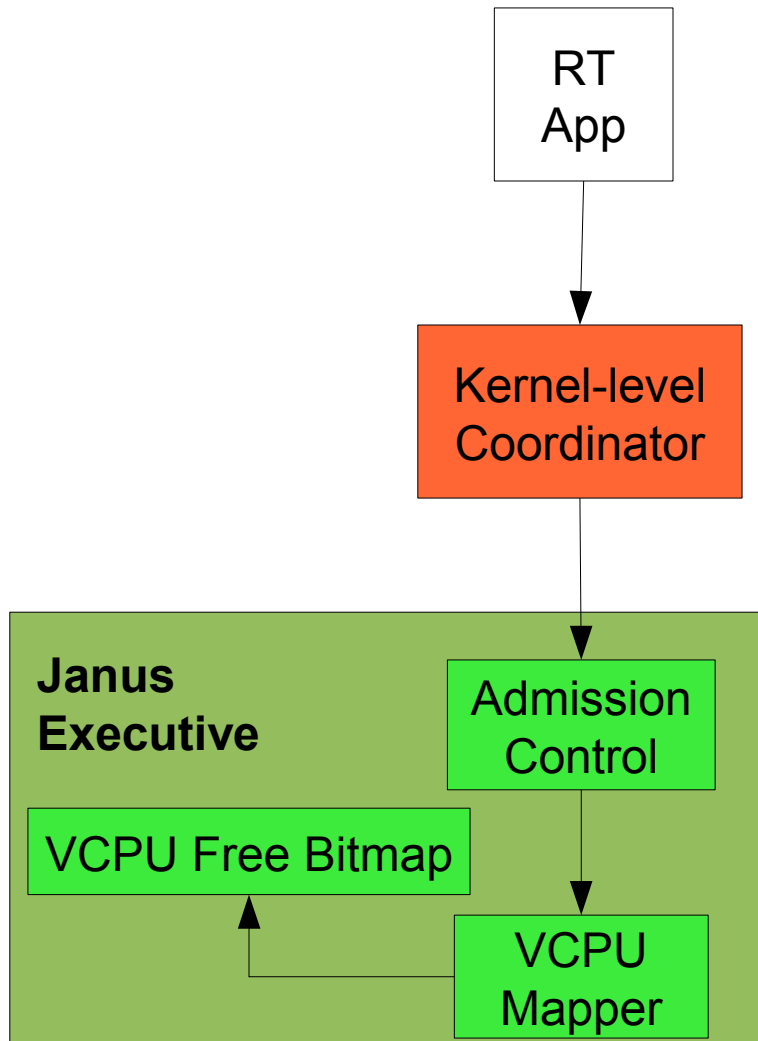 RT
App
Kernel-level
Coordinator
Janus
Executive
Admission
Control
VCPU Free Bitmap
VCPU
Mapper